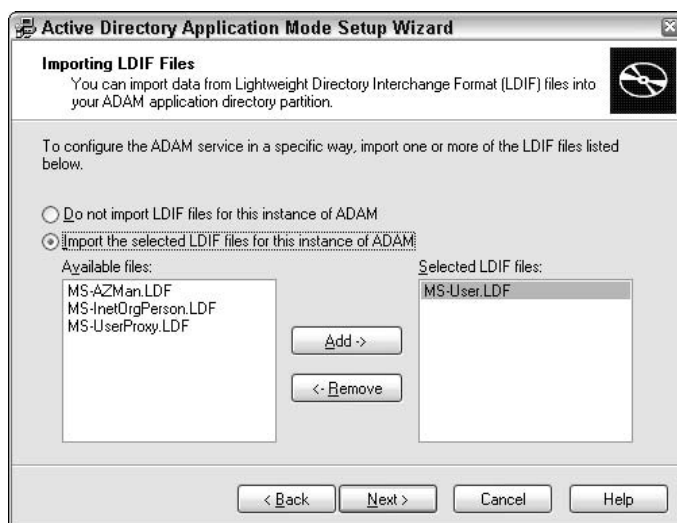 Active Directory Application Mode Setup Wizard
Importing LDIF Files
You can import data from Lightweight Directory Interchange Format (LDIF) files into
your ADAM application directory partition.
To configure the ADAM service in a specific way, import one or more of the LDIF files listed
below.
Do not import LDIF files for this instance of ADAM
Import the selected LDIF files for this instance of ADAM
Available files:
MS-AZMan.LDF
MS-InetOrgPerson.LDF
MS-UserProxy.LDF
Add ->
<- Remove
Selected LDIF files:
MS-User.LDF
< Back
Next >
Cancel
Help